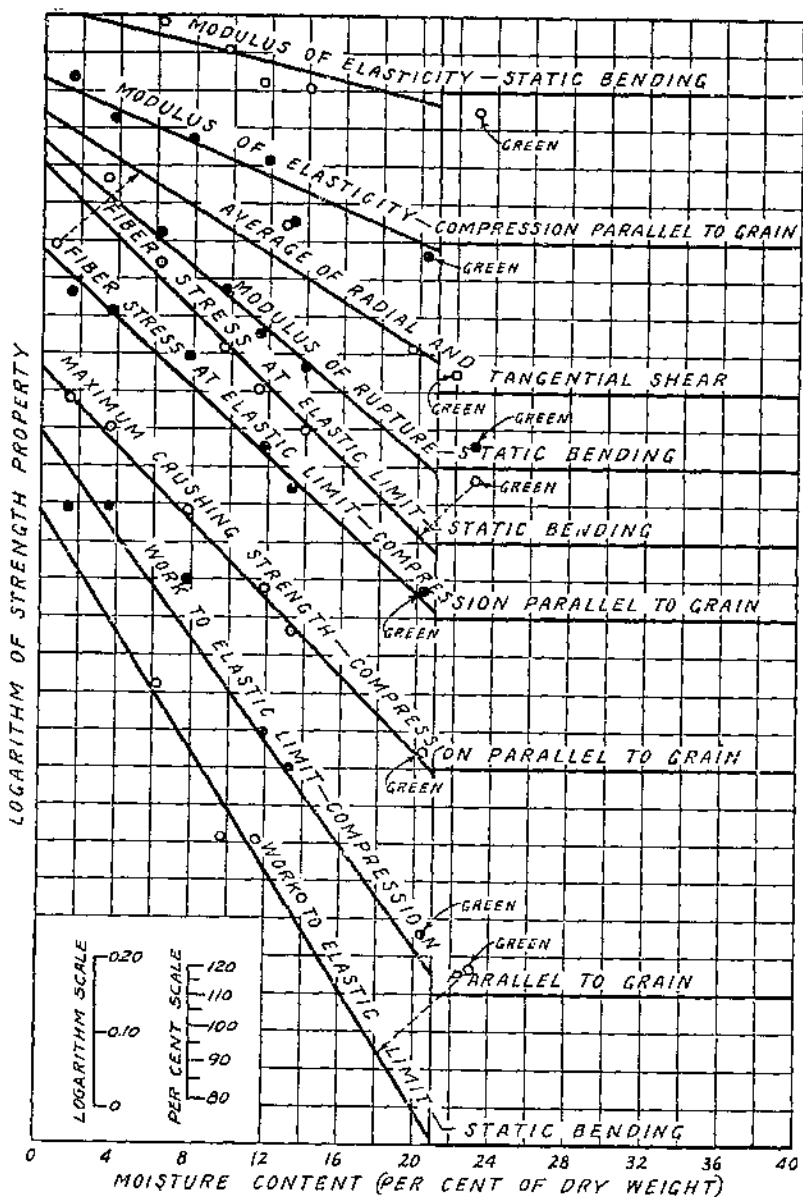 MODULUS OF ELASTICITY—STATIC BENDING
GREEN
MODULUS OF ELASTICITY—COMPRESSION PARALLEL TO GRAIN
GREEN
AVERAGE OF RADIAL AND TANGENTIAL SHEAR
GREEN
MODULUS OF RUPTURE—STATIC BENDING
GREEN
FIBER STRESS AT ELASTIC LIMIT—STATIC BENDING
GREEN
FIBER STRESS AT ELASTIC LIMIT—COMPRESSION PARALLEL TO GRAIN
GREEN
MAXIMUM CRUSHING STRENGTH—COMPRESSION PARALLEL TO GRAIN
GREEN
WORK TO ELASTIC LIMIT—COMPRESSION PARALLEL TO GRAIN
GREEN
WORK TO ELASTIC LIMIT—STATIC BENDING
GREEN
LOGARITHM OF STRENGTH PROPERTY
LOGARITHM SCALE
0.20
0.10
0
PER CENT SCALE
120
110
100
90
80
0 4 8 12 16 20 24 28 32 36 40
MOISTURE CONTENT (PER CENT OF DRY WEIGHT)